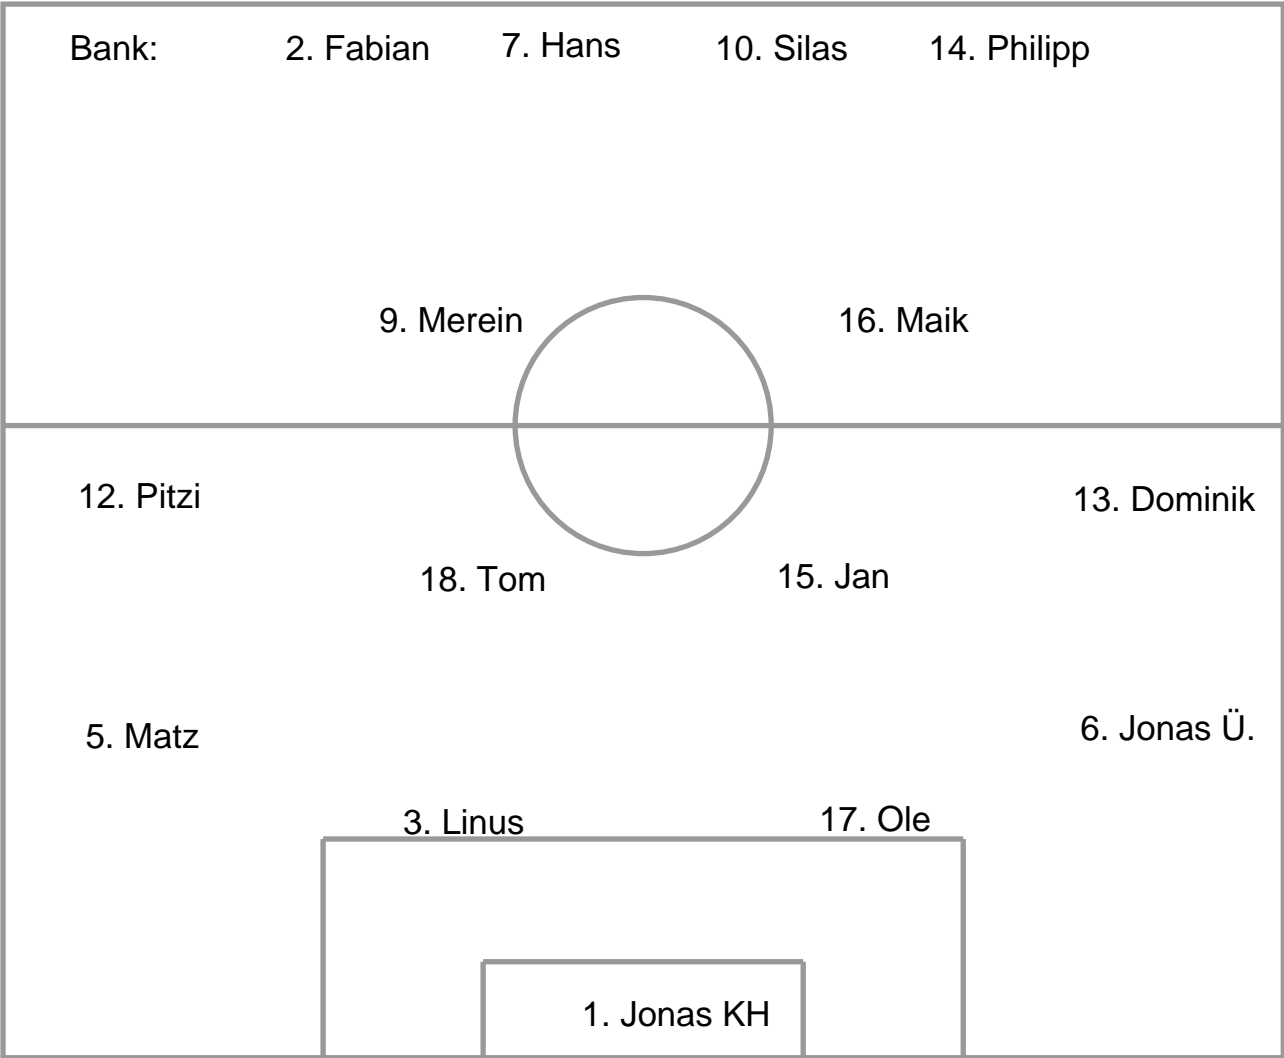 Bank: 2. Fabian 7. Hans 10. Silas 14. Philipp
9. Merein 16. Maik
12. Pitzi 13. Dominik
18. Tom 15. Jan
5. Matz 6. Jonas Ü.
3. Linus 17. Ole
1. Jonas KH